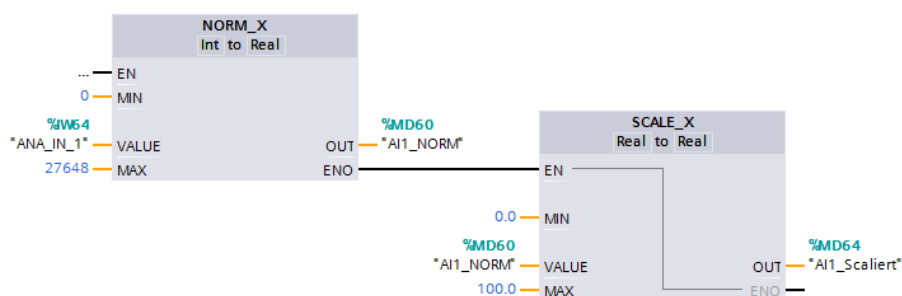 NORM_X
Int to Real
... EN
0 MIN
%IW64
"ANA_IN_1" VALUE
27648 MAX
%MD60
OUT "AI1_NORM"
ENO
SCALE_X
Real to Real
EN
0.0 MIN
%MD60
"AI1_NORM" VALUE
100.0 MAX
%MD64
OUT "AI1_Scaliert"
ENO